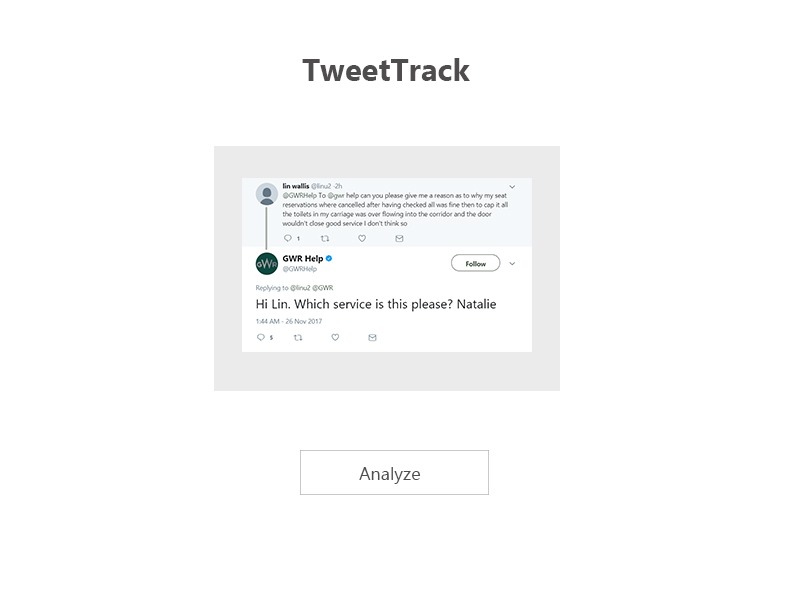 TweetTrack
lin wallis @linu2 -2h
@GWRHelp To @gwr help can you please give me a reason as to why my seat
reservations where cancelled after having checked all was fine then to cap it all
the toilets in my carriage was over flowing into the corridor and the door
wouldn't close good service I don't think so
1
GWR
GWR Help
@GWRHelp
Follow
Replying to @linu2 @GWR
Hi Lin. Which service is this please? Natalie
1:44 AM - 26 Nov 2017
Analyze